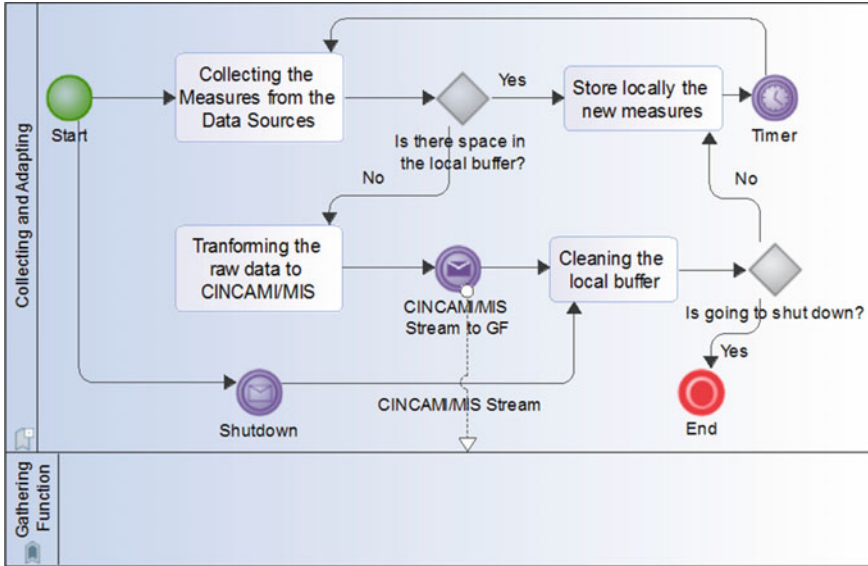 Collecting and Adapting
Start
Collecting the
Measures from the
Data Sources
Is there space in
the local buffer?
Yes
Store locally the
new measures
Timer
No
No
Tranforming the
raw data to
CINCAMI/MIS
CINCAMI/MIS
Stream to GF
Cleaning the
local buffer
Is going to shut down?
Yes
Shutdown
CINCAMI/MIS Stream
End
Gathering
Function